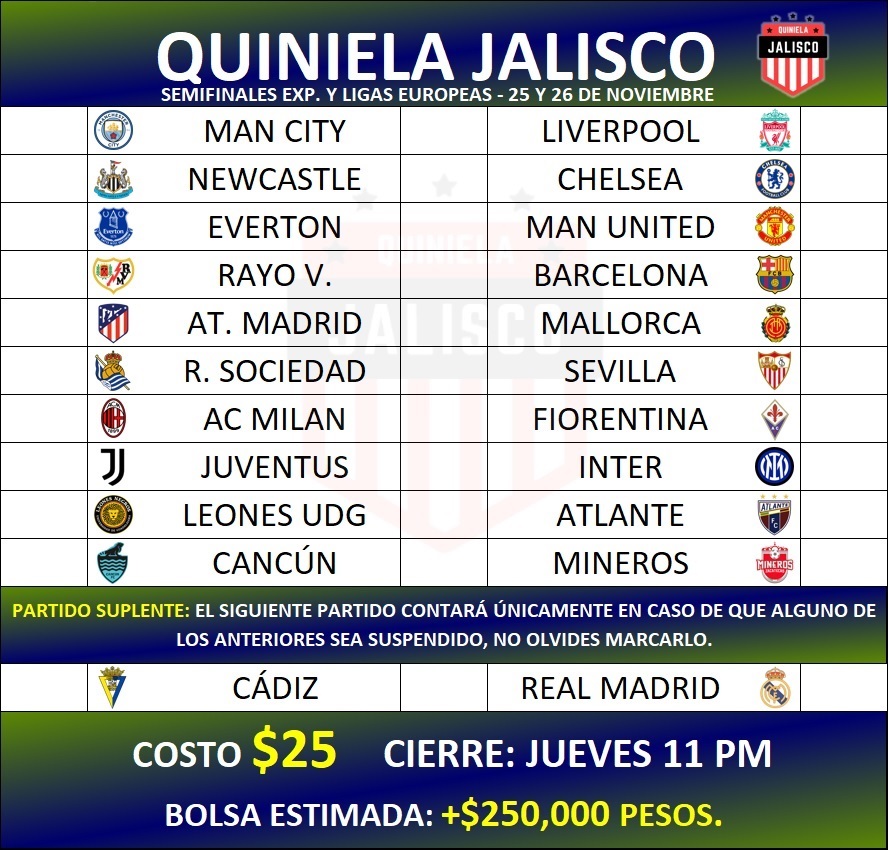 QUINIELA JALISCO
QUINIELA
JALISCO
SEMIFINALES EXP. Y LIGAS EUROPEAS - 25 Y 26 DE NOVIEMBRE
MAN CITY LIVERPOOL
NEWCASTLE CHELSEA
EVERTON MAN UNITED
RAYO V. BARCELONA
AT. MADRID MALLORCA
R. SOCIEDAD SEVILLA
AC MILAN FIORENTINA
JUVENTUS INTER
LEONES UDG ATLANTE
CANCÚN MINEROS
QUINIELA
JALISCO
PARTIDO SUPLENTE: EL SIGUIENTE PARTIDO CONTARÁ ÚNICAMENTE EN CASO DE QUE ALGUNO DE
LOS ANTERIORES SEA SUSPENDIDO, NO OLVIDES MARCARLO.
CÁDIZ REAL MADRID
COSTO $25 CIERRE: JUEVES 11 PM
BOLSA ESTIMADA: +$250,000 PESOS.